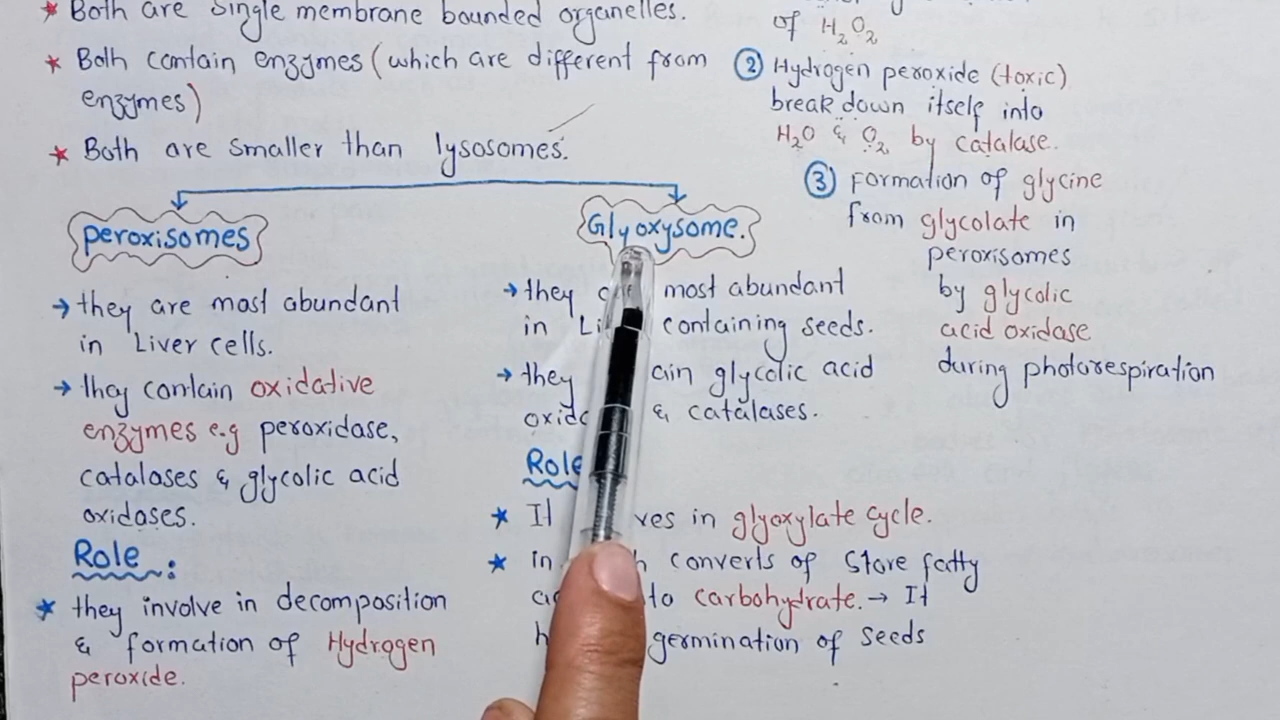 * Both are Single membrane bounded organelles.
* Both contain enzymes (which are different from
enzymes)
* Both are smaller than lysosomes.
peroxisomes
→ they are most abundant
in Liver cells.
→ they contain oxidative
enzymes e.g peroxidase,
catalases & glycolic acid
oxidases.
Role :
* they involve in decomposition
& formation of Hydrogen
peroxide.
Glyoxysome.
→ they most abundant
in containing seeds.
→ they glycolic acid
& catalases.
Role
* It in glyoxylate cycle.
* in converts of Store fatty
carbohydrate. → It
germination of Seeds
of H2O2
② Hydrogen peroxide (toxic)
break down itself into
H2O & O2 by catalase.
③ Formation of glycine
from glycolate in
peroxisomes
by glycolic
acid oxidase
during photorespiration